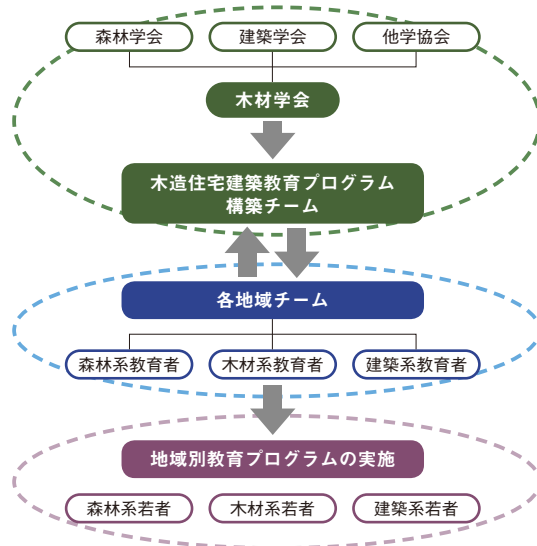 森林学会
建築学会
他学協会
木材学会
木造住宅建築教育プログラム
構築チーム
各地域チーム
森林系教育者
木材系教育者
建築系教育者
地域別教育プログラムの実施
森林系若者
木材系若者
建築系若者